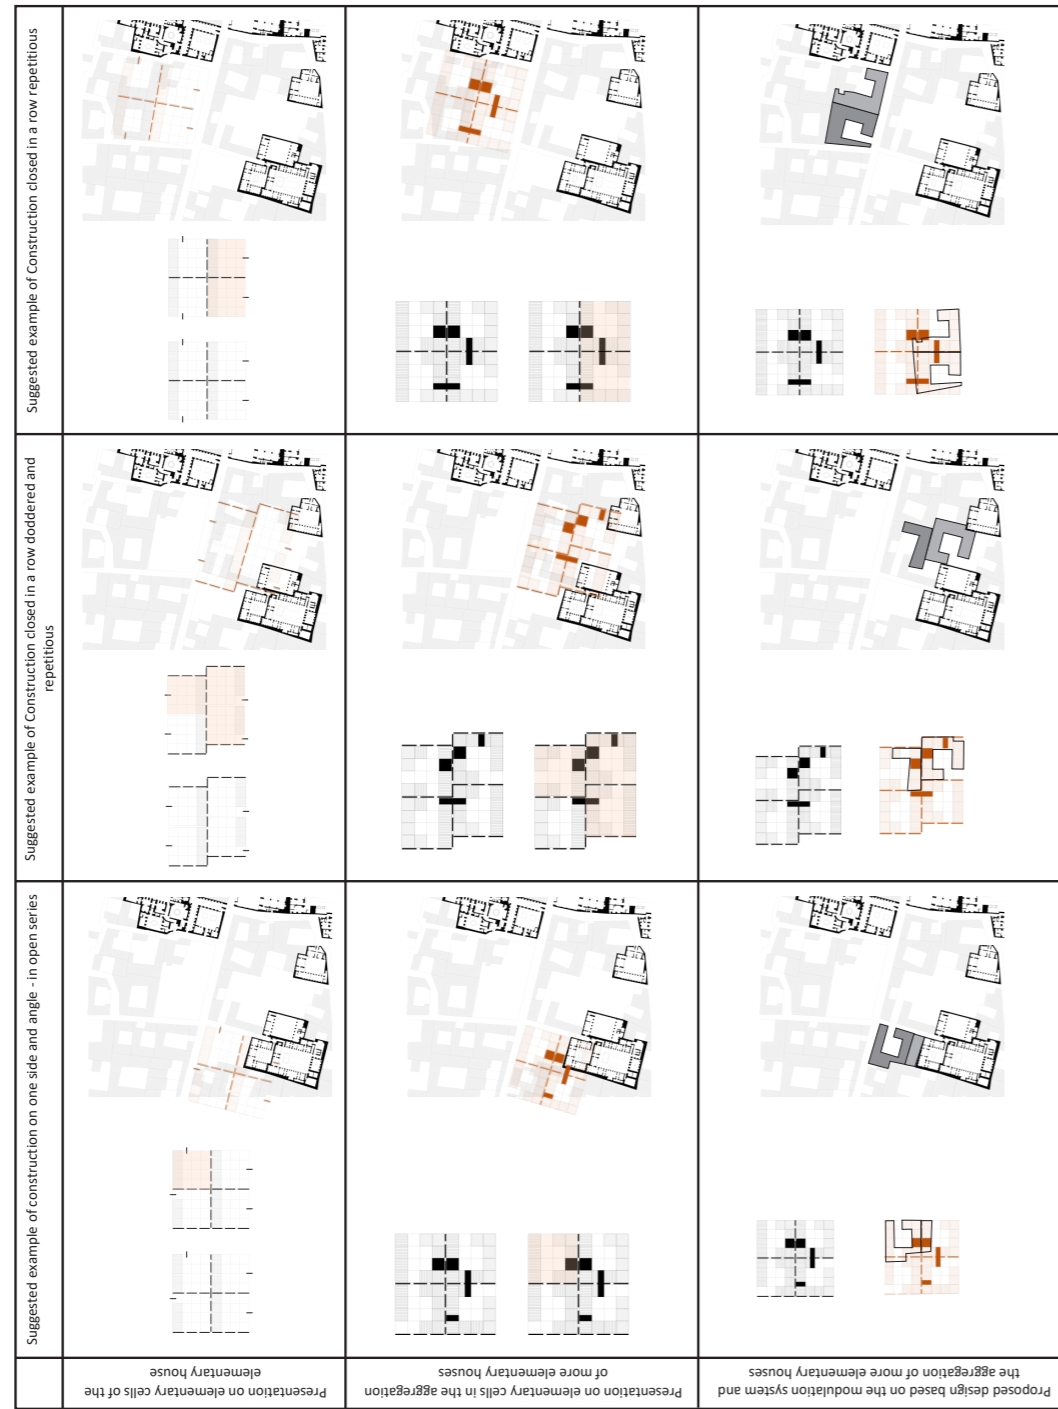 Suggested example of construction on one side and angle - in open series
Suggested example of Construction closed in a row doddered and
repetitious
Suggested example of Construction closed in a row repetitious
Presentation on elementary cells of the
elementary house
Presentation on elementary cells in the aggregation
of more elementary houses
Proposed design based on the modulation system and
the aggregation of more elementary houses